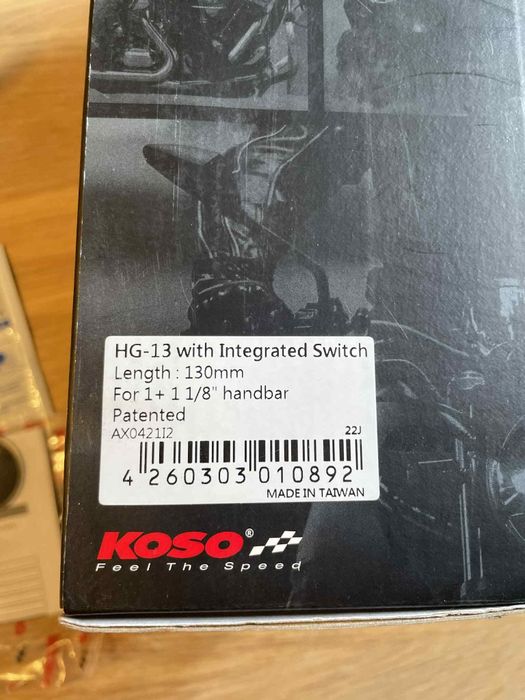 HG-13 with Integrated Switch
Length : 130mm
For 1+ 1 1/8" handbar
Patented
AX0421I2 22J
4 260303 010892
MADE IN TAIWAN
KOSO®
Feel The Speed